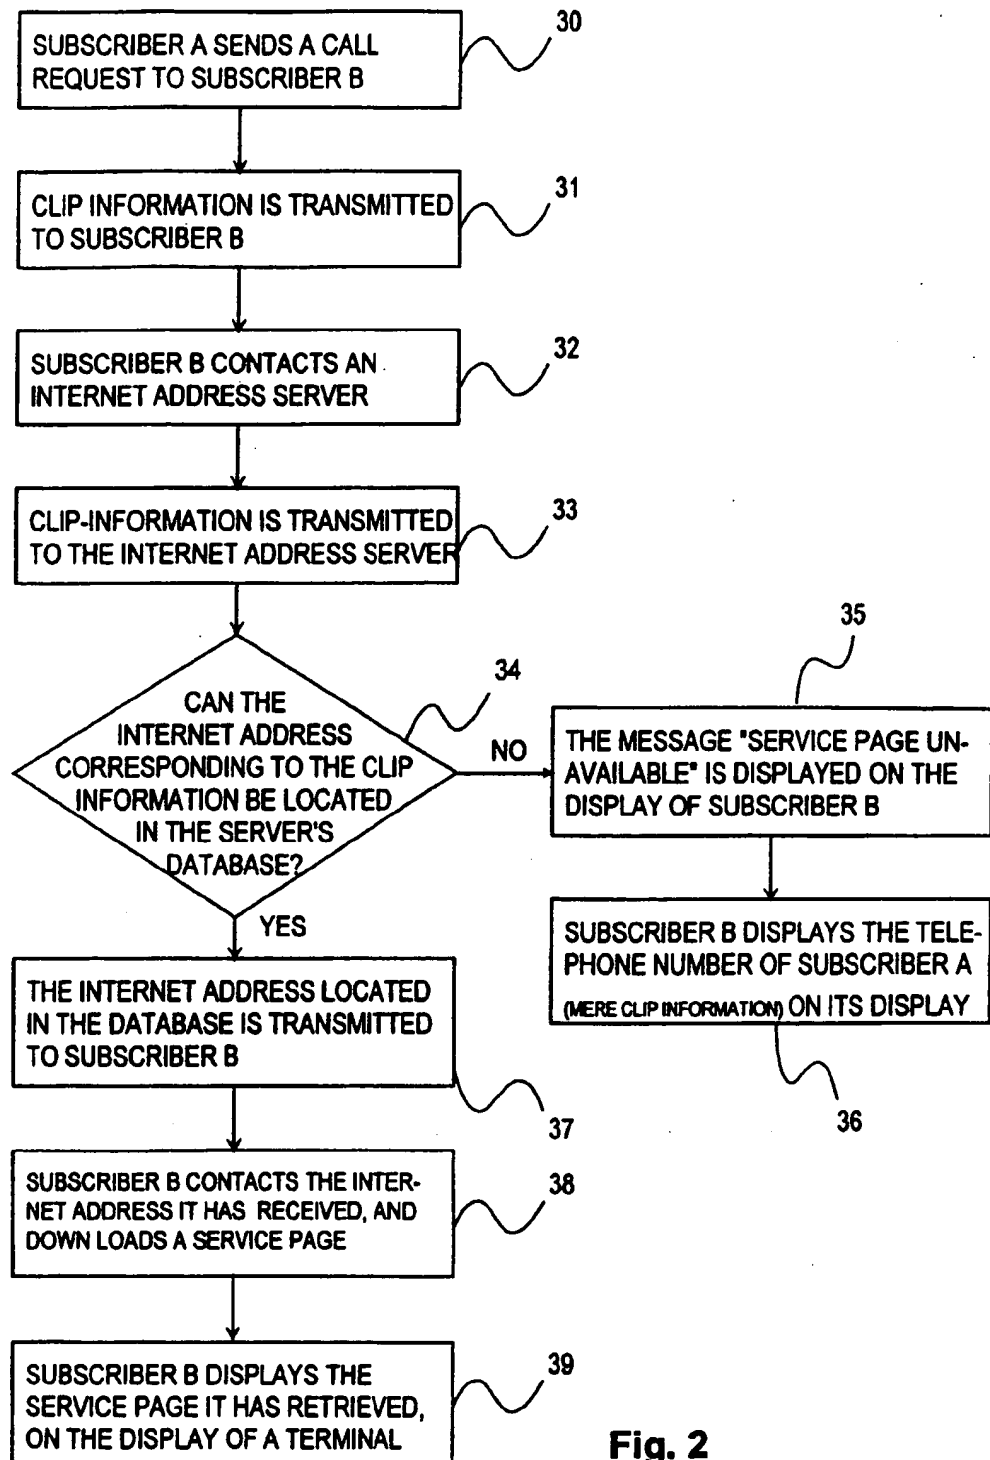 30
SUBSCRIBER A SENDS A CALL
REQUEST TO SUBSCRIBER B
31
CLIP INFORMATION IS TRANSMITTED
TO SUBSCRIBER B
32
SUBSCRIBER B CONTACTS AN
INTERNET ADDRESS SERVER
33
CLIP-INFORMATION IS TRANSMITTED
TO THE INTERNET ADDRESS SERVER
34
CAN THE
INTERNET ADDRESS
CORRESPONDING TO THE CLIP
INFORMATION BE LOCATED
IN THE SERVER'S
DATABASE?
NO
35
THE MESSAGE "SERVICE PAGE UN-
AVAILABLE" IS DISPLAYED ON THE
DISPLAY OF SUBSCRIBER B
SUBSCRIBER B DISPLAYS THE TELE-
PHONE NUMBER OF SUBSCRIBER A
(MERE CLIP INFORMATION) ON ITS DISPLAY
36
YES
THE INTERNET ADDRESS LOCATED
IN THE DATABASE IS TRANSMITTED
TO SUBSCRIBER B
37
SUBSCRIBER B CONTACTS THE INTER-
NET ADDRESS IT HAS RECEIVED, AND
DOWN LOADS A SERVICE PAGE
38
SUBSCRIBER B DISPLAYS THE
SERVICE PAGE IT HAS RETRIEVED,
ON THE DISPLAY OF A TERMINAL
39
Fig. 2